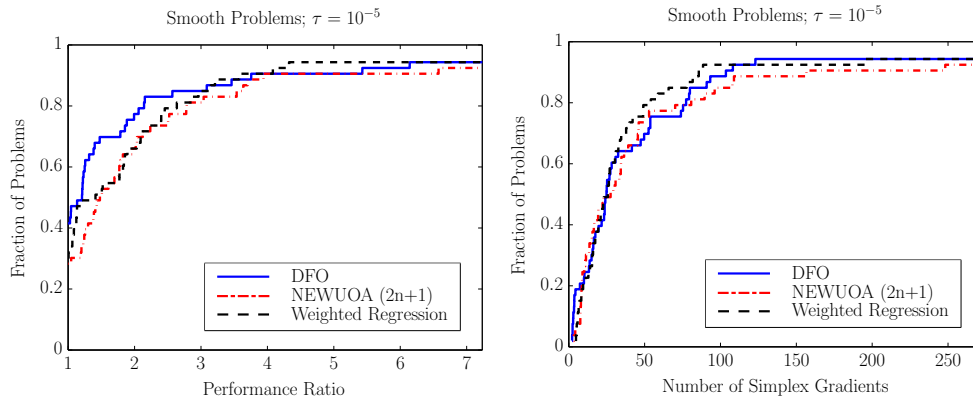 Smooth Problems; τ = 10⁻⁵
Fraction of Problems
1
0.8
0.6
0.4
0.2
0
1 2 3 4 5 6 7
Performance Ratio
DFO
NEWUOA (2n+1)
Weighted Regression
Smooth Problems; τ = 10⁻⁵
Fraction of Problems
1
0.8
0.6
0.4
0.2
0
0 50 100 150 200 250
Number of Simplex Gradients
DFO
NEWUOA (2n+1)
Weighted Regression